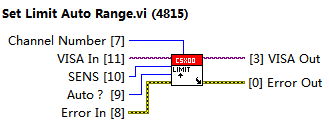 Set Limit Auto Range.vi (4815)
Channel Number [7]
VISA In [11]
SENS [10]
Auto ? [9]
Error In [8]
C5X00
LIMIT
[3] VISA Out
[0] Error Out